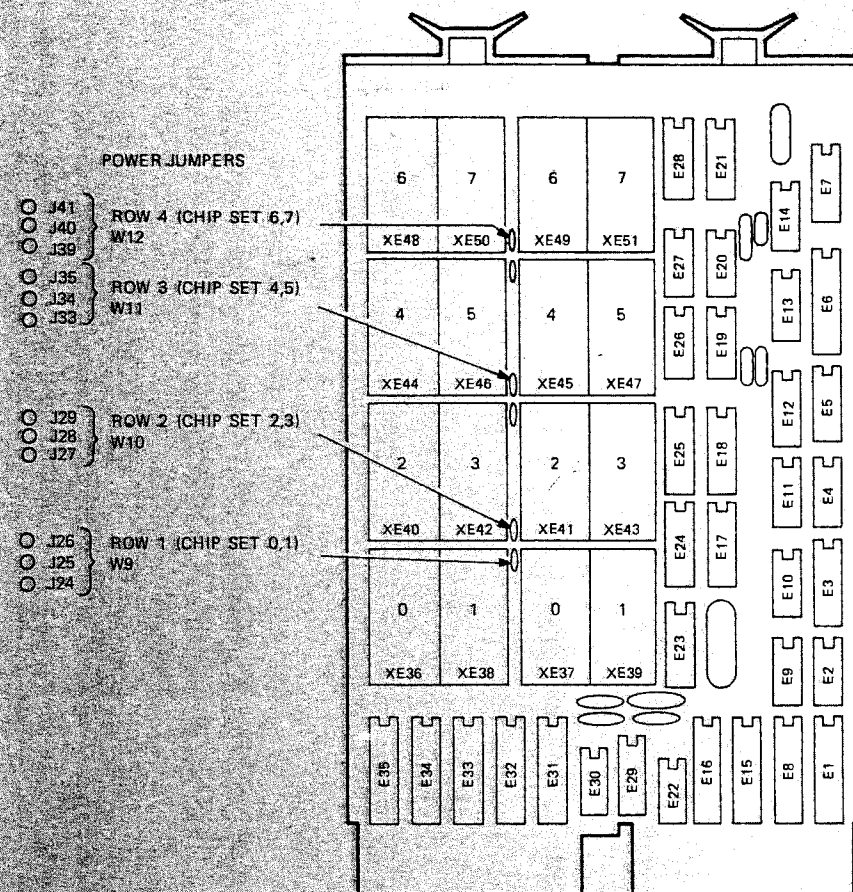 POWER JUMPERS
J41
J40
J39
ROW 4 (CHIP SET 6,7)
W12
J35
J34
J33
ROW 3 (CHIP SET 4,5)
W11
J29
J28
J27
ROW 2 (CHIP SET 2,3)
W10
J26
J25
J24
ROW 1 (CHIP SET 0,1)
W9
6 7 6 7
XE48 XE50 XE49 XE51
4 5 4 5
XE44 XE46 XE45 XE47
2 3 2 3
XE40 XE42 XE41 XE43
0 1 0 1
XE36 XE38 XE37 XE39
E28
E21
E14
E7
E27
E20
E13
E6
E26
E19
E12
E5
E25
E18
E11
E4
E24
E17
E10
E3
E23
E9
E2
E35
E34
E33
E32
E31
E30
E29
E22
E16
E15
E8
E1